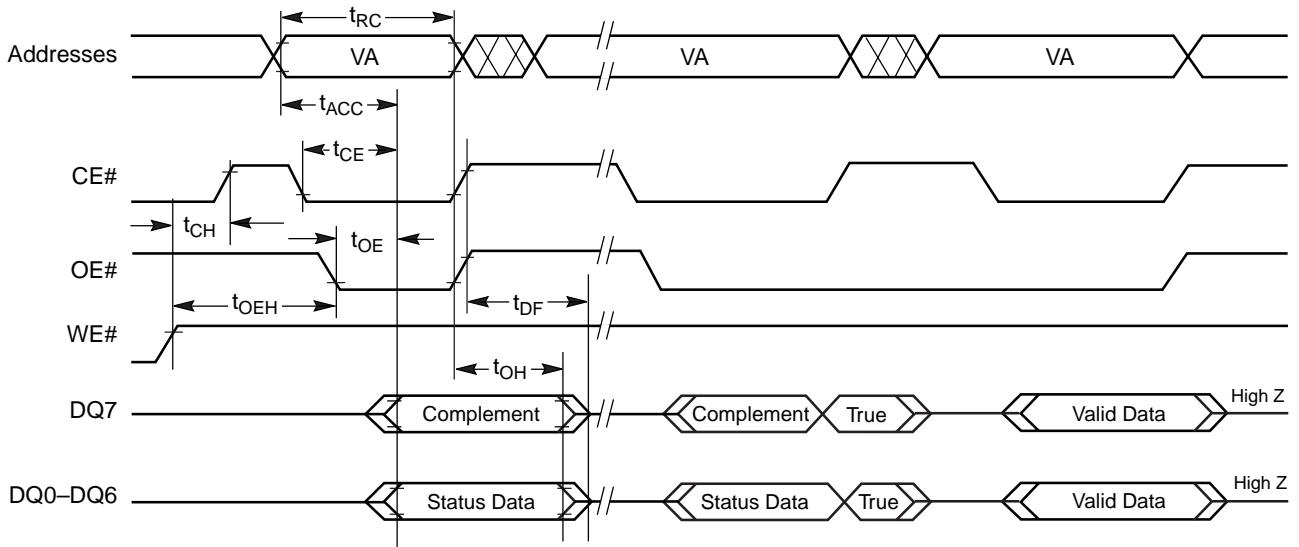 tRC
Addresses VA VA VA
tACC
tCE
CE#
tCH tOE
OE#
tOEH tDF
WE#
tOH
DQ7 Complement Complement True Valid Data High Z
DQ0–DQ6 Status Data Status Data True Valid Data High Z